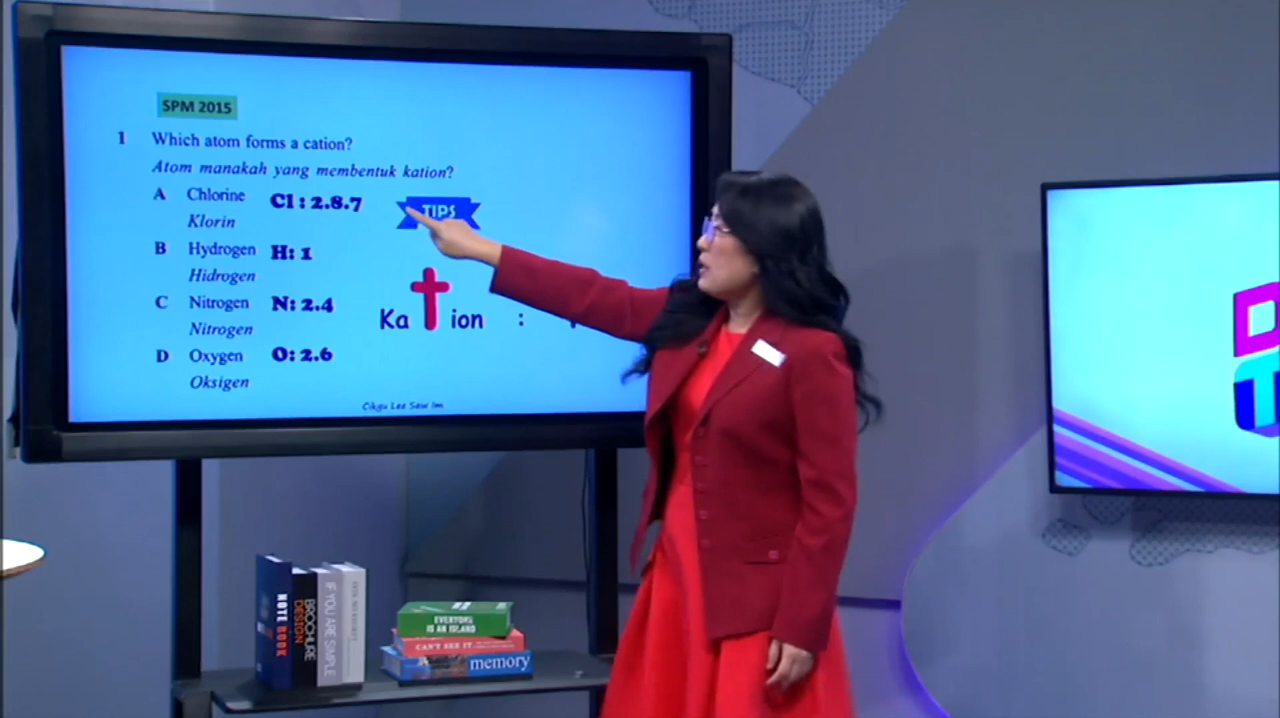 SPM 2015
1 Which atom forms a cation?
Atom manakah yang membentuk kation?
A Chlorine Cl : 2.8.7
Klorin
TIPS
B Hydrogen H: 1
Hidrogen
C Nitrogen N: 2.4
Nitrogen
Kation :
D Oxygen O: 2.6
Oksigen
Cikgu Lee Saw Im
D
T
NOTE BOOK
BROCHURE DESIGN
IF YOU ARE SIMPLE
EVERYONE
IS AN ISLAND
CAN'T SEE IT
memory